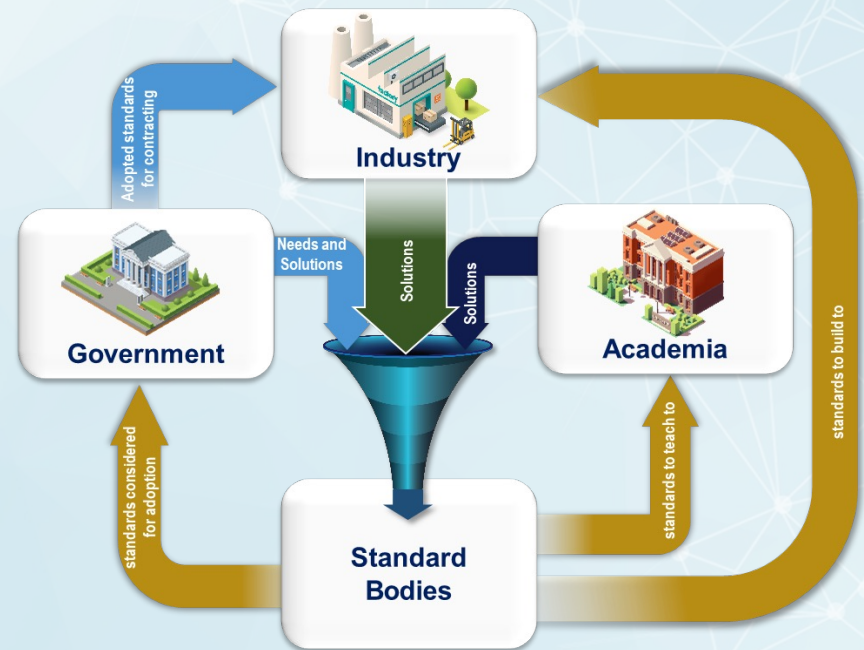 Industry
Adopted standards
for contracting
Government
Needs and
Solutions
Solutions
Solutions
Academia
standards considered
for adoption
Standard
Bodies
standards to teach to
standards to build to